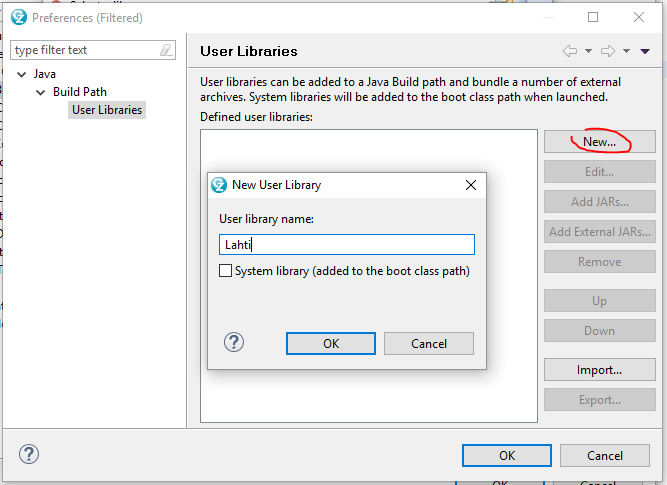 Preferences (Filtered)
type filter text
Java
Build Path
User Libraries
User Libraries
User libraries can be added to a Java Build path and bundle a number of external
archives. System libraries will be added to the boot class path when launched.
Defined user libraries:
New...
Edit...
Add JARs...
Add External JARs...
Remove
Up
Down
Import...
Export...
New User Library
User library name:
Lahti
System library (added to the boot class path)
OK
Cancel
OK
Cancel